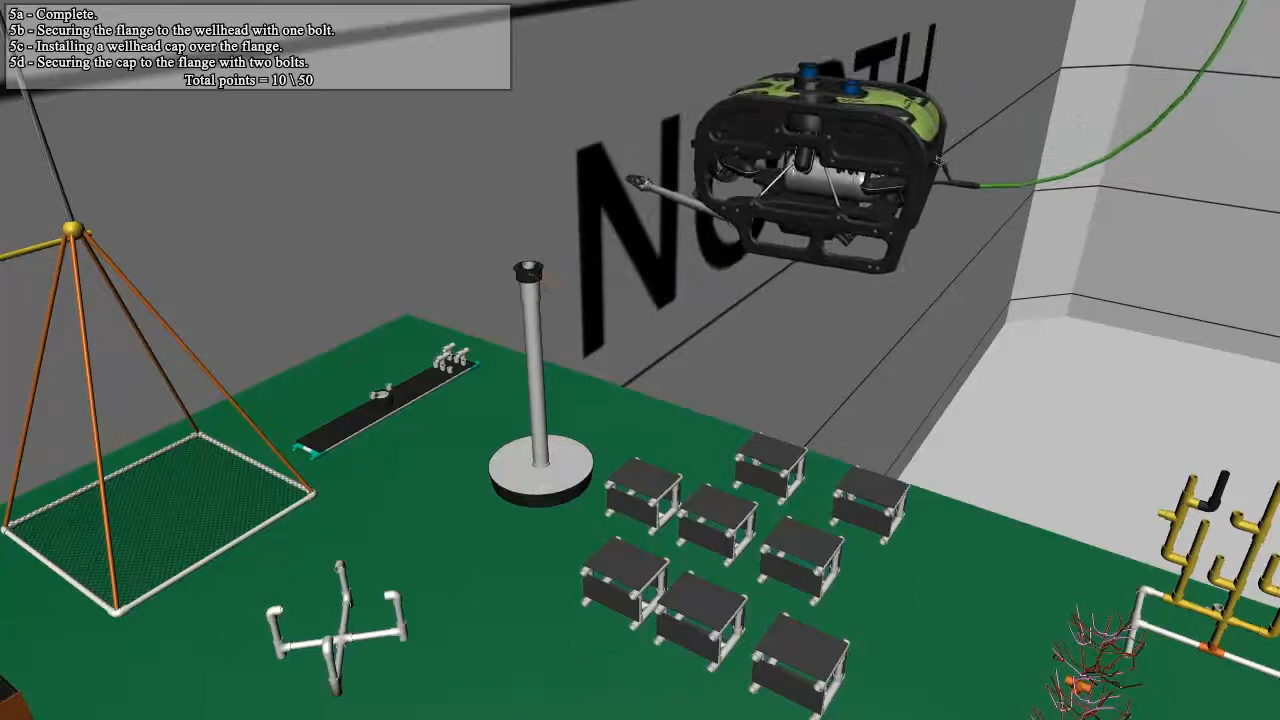 5a - Complete.
5b - Securing the flange to the wellhead with one bolt.
5c - Installing a wellhead cap over the flange.
5d - Securing the cap to the flange with two bolts.
Total points = 10 \ 50